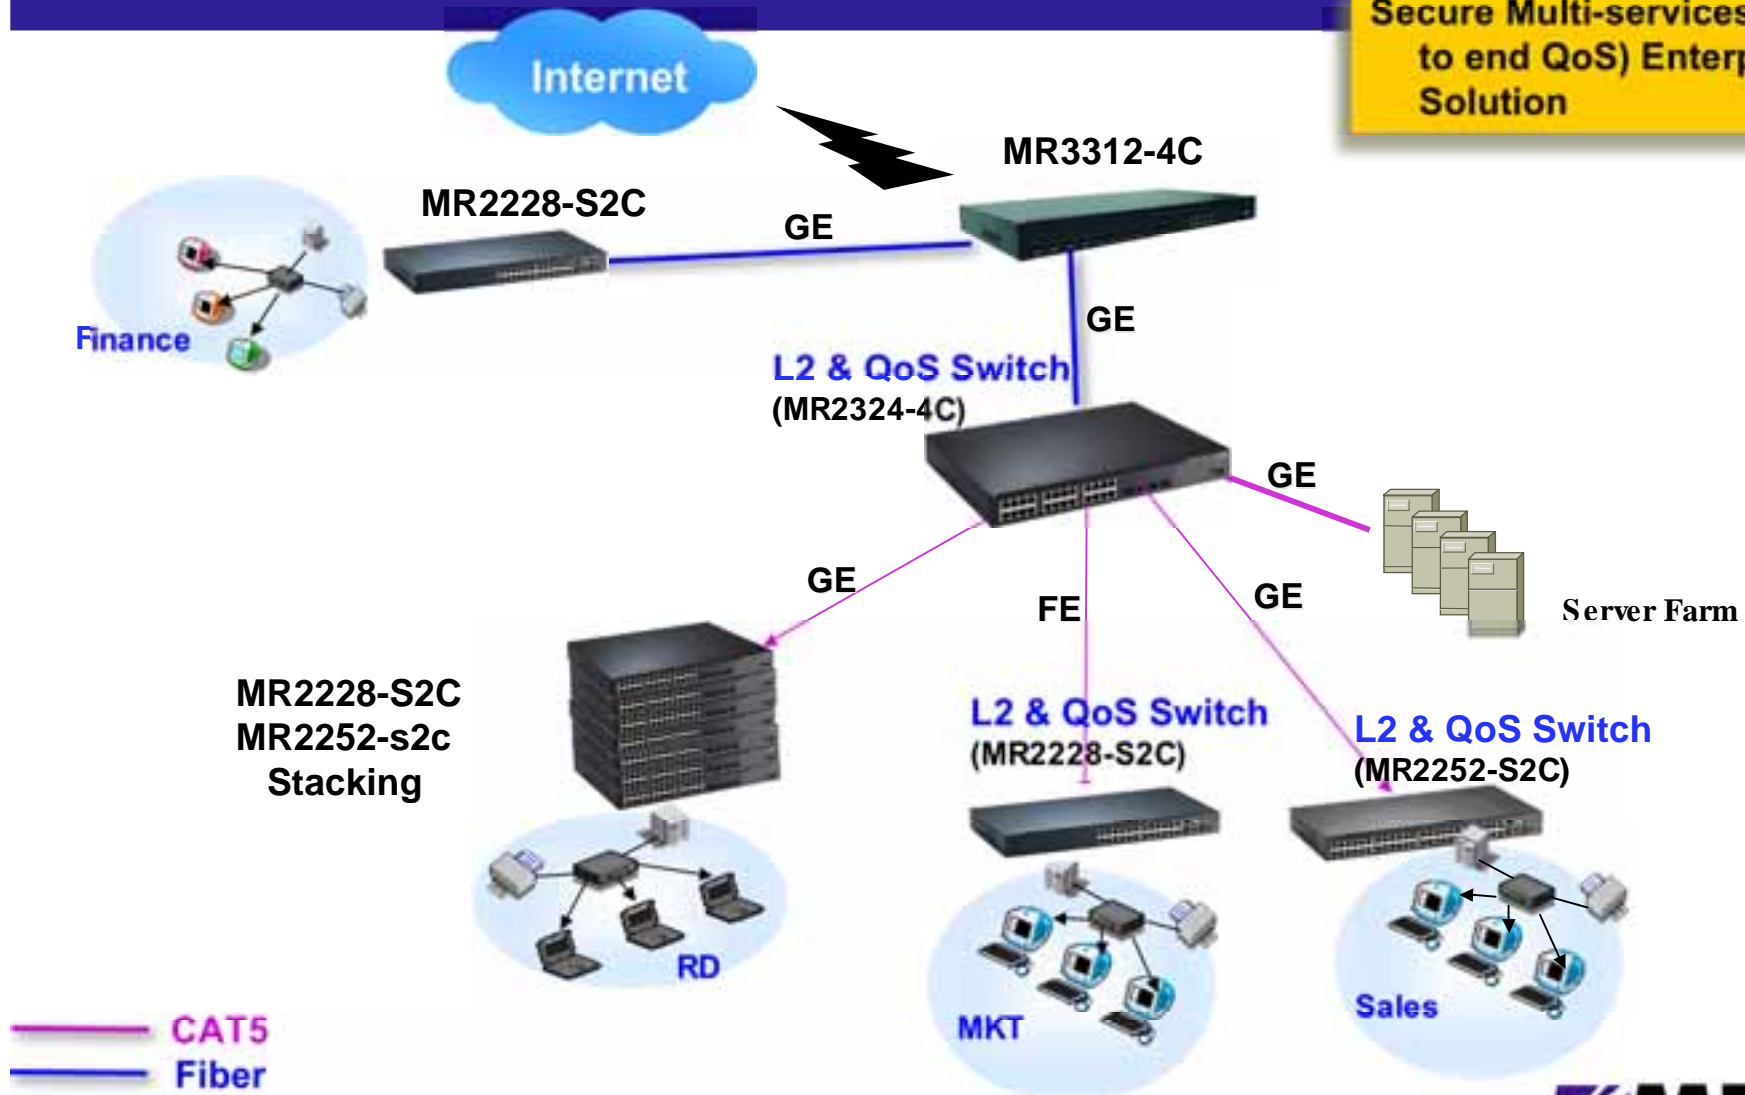 Secure Multi-services
to end QoS)
Solution
Internet
MR3312-4C
MR2228-S2C
GE
Finance
GE
L2 & QoS Switch
(MR2324-4C)
GE
GE
FE
GE
Server Farm
MR2228-S2C
MR2252-s2c
Stacking
L2 & QoS Switch
(MR2228-S2C)
L2 & QoS Switch
(MR2252-S2C)
RD
MKT
Sales
CAT5
Fiber